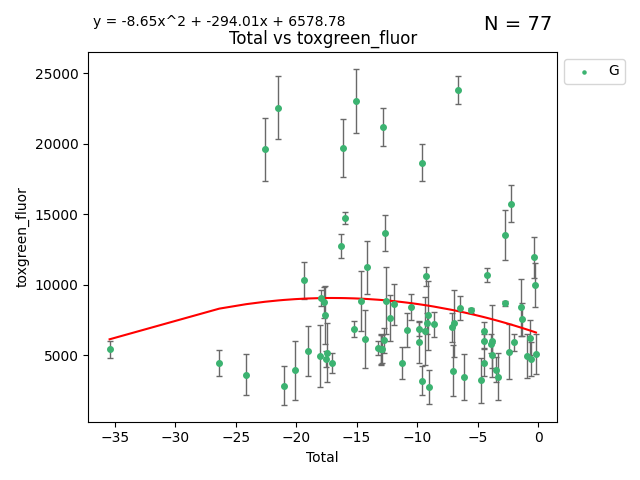 y = -8.65x^2 + -294.01x + 6578.78
N = 77
Total vs toxgreen_fluor
G
25000
20000
15000
10000
5000
toxgreen_fluor
−35 −30 −25 −20 −15 −10 −5 0
Total